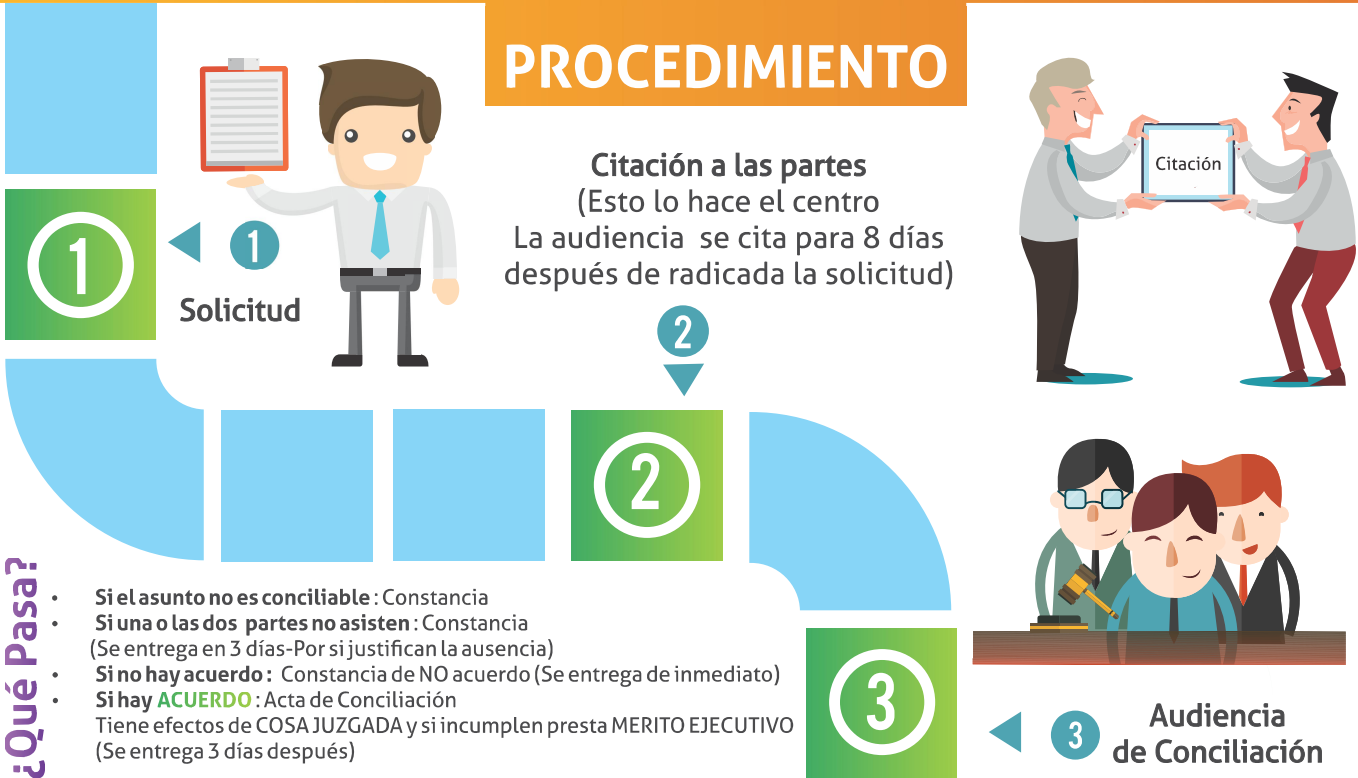 PROCEDIMIENTO
1
1
Solicitud
Citación a las partes
(Esto lo hace el centro
La audiencia se cita para 8 días
después de radicada la solicitud)
2
2
Citación
¿Qué Pasa?
• Si el asunto no es conciliable : Constancia
• Si una o las dos partes no asisten : Constancia
(Se entrega en 3 días-Por si justifican la ausencia)
• Si no hay acuerdo : Constancia de NO acuerdo (Se entrega de inmediato)
• Si hay ACUERDO : Acta de Conciliación
Tiene efectos de COSA JUZGADA y si incumplen presta MERITO EJECUTIVO
(Se entrega 3 días después)
3
3
Audiencia
de Conciliación